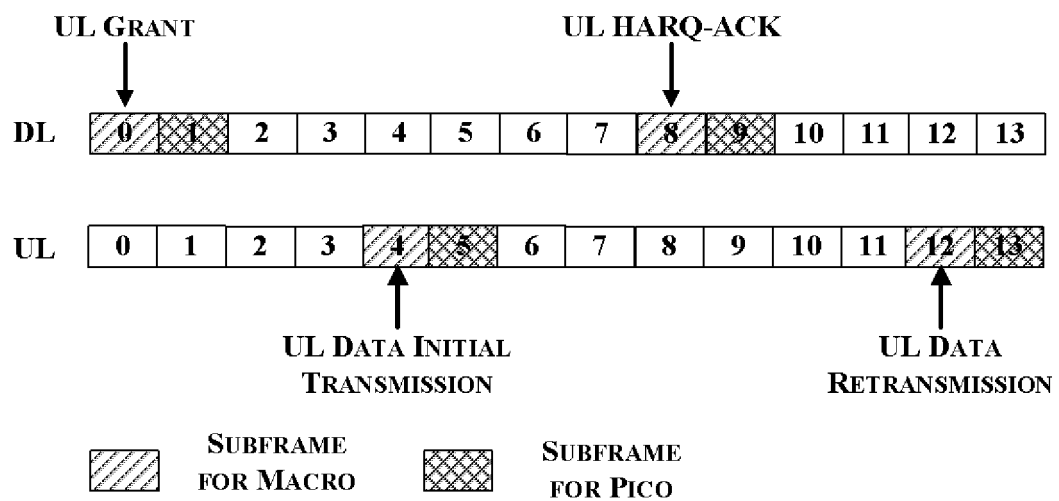 UL GRANT
UL HARQ-ACK
DL 0 1 2 3 4 5 6 7 8 9 10 11 12 13
UL 0 1 2 3 4 5 6 7 8 9 10 11 12 13
UL DATA INITIAL
TRANSMISSION
UL DATA
RETRANSMISSION
SUBFRAME
FOR MACRO
SUBFRAME
FOR PICO